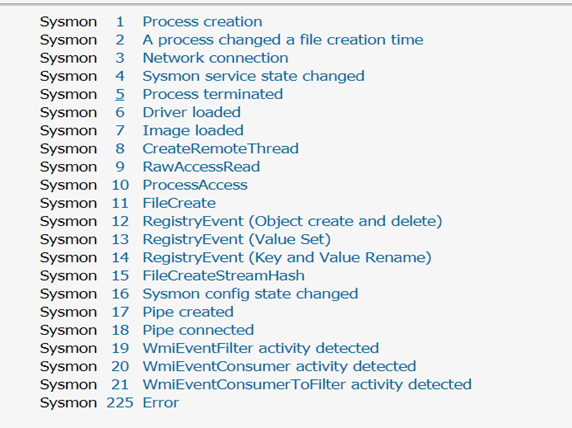 Sysmon 1 Process creation
Sysmon 2 A process changed a file creation time
Sysmon 3 Network connection
Sysmon 4 Sysmon service state changed
Sysmon 5 Process terminated
Sysmon 6 Driver loaded
Sysmon 7 Image loaded
Sysmon 8 CreateRemoteThread
Sysmon 9 RawAccessRead
Sysmon 10 ProcessAccess
Sysmon 11 FileCreate
Sysmon 12 RegistryEvent (Object create and delete)
Sysmon 13 RegistryEvent (Value Set)
Sysmon 14 RegistryEvent (Key and Value Rename)
Sysmon 15 FileCreateStreamHash
Sysmon 16 Sysmon config state changed
Sysmon 17 Pipe created
Sysmon 18 Pipe connected
Sysmon 19 WmiEventFilter activity detected
Sysmon 20 WmiEventConsumer activity detected
Sysmon 21 WmiEventConsumerToFilter activity detected
Sysmon 225 Error